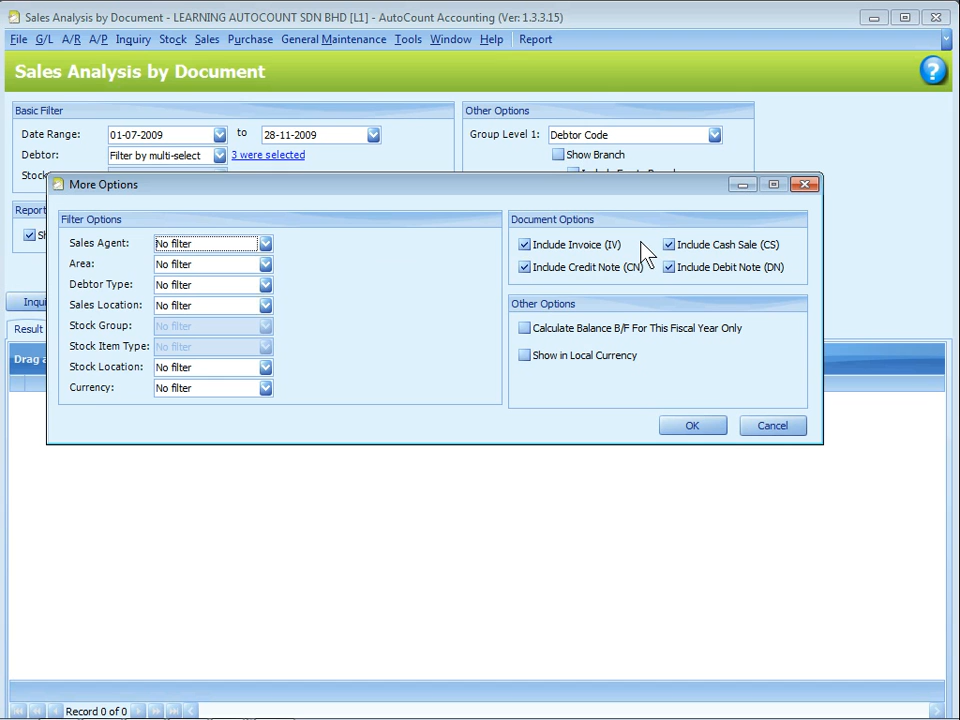 Sales Analysis by Document - LEARNING AUTOCOUNT SDN BHD [L1] - AutoCount Accounting (Ver: 1.3.3.15)
File G/L A/R A/P Inquiry Stock Sales Purchase General Maintenance Tools Window Help Report
Sales Analysis by Document
?
Basic Filter
Date Range: 01-07-2009 to 28-11-2009
Debtor: Filter by multi-select 3 were selected
Other Options
Group Level 1: Debtor Code
Show Branch
More Options
Filter Options
Sales Agent: No filter
Area: No filter
Debtor Type: No filter
Sales Location: No filter
Stock Group: No filter
Stock Item Type: No filter
Stock Location: No filter
Currency: No filter
Document Options
Include Invoice (IV) Include Cash Sale (CS)
Include Credit Note (CN) Include Debit Note (DN)
Other Options
Calculate Balance B/F For This Fiscal Year Only
Show in Local Currency
OK Cancel
Result
Record 0 of 0